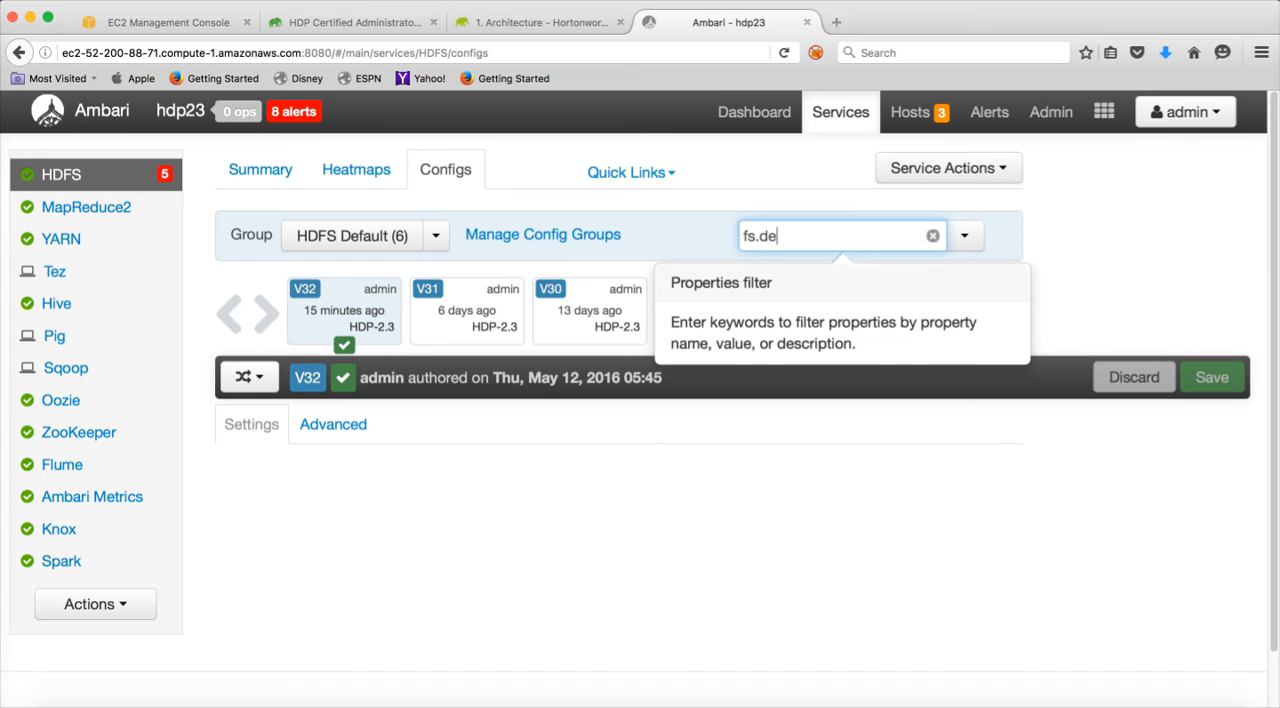 EC2 Management Console
HDP Certified Administrato...
1. Architecture - Hortonwor...
Ambari - hdp23
ec2-52-200-88-71.compute-1.amazonaws.com:8080/#/main/services/HDFS/configs
Search
Most Visited
Apple
Getting Started
Disney
ESPN
Yahoo!
Getting Started
Ambari
hdp23
0 ops
8 alerts
Dashboard
Services
Hosts 3
Alerts
Admin
admin
HDFS 5
MapReduce2
YARN
Tez
Hive
Pig
Sqoop
Oozie
ZooKeeper
Flume
Ambari Metrics
Knox
Spark
Actions
Summary
Heatmaps
Configs
Quick Links
Service Actions
Group
HDFS Default (6)
Manage Config Groups
fs.de
Properties filter
Enter keywords to filter properties by property
name, value, or description.
V32 admin
15 minutes ago
HDP-2.3
V31 admin
6 days ago
HDP-2.3
V30 admin
13 days ago
HDP-2.3
V32 admin authored on Thu, May 12, 2016 05:45
Discard
Save
Settings
Advanced